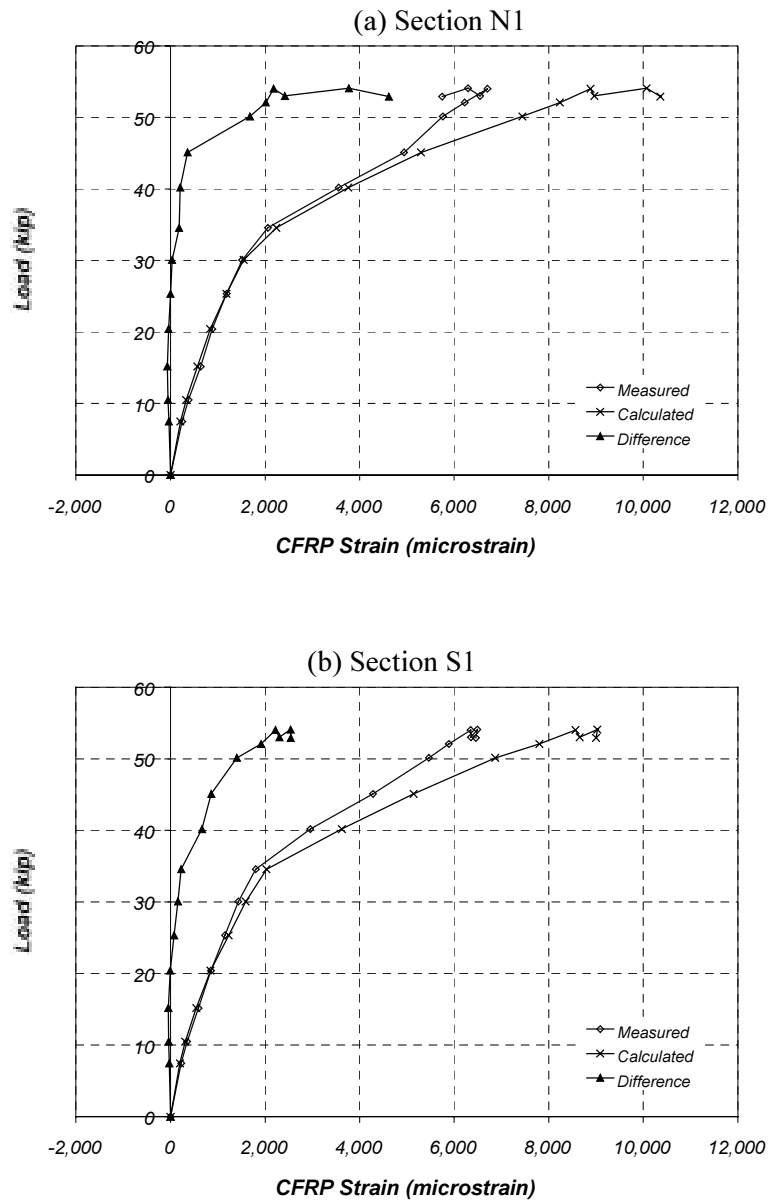 (a) Section N1
60
50
40
30
20
10
0
Load (kip)
Measured
Calculated
Difference
-2,000 0 2,000 4,000 6,000 8,000 10,000 12,000
CFRP Strain (microstrain)
(b) Section S1
60
50
40
30
20
10
0
Load (kip)
Measured
Calculated
Difference
-2,000 0 2,000 4,000 6,000 8,000 10,000 12,000
CFRP Strain (microstrain)